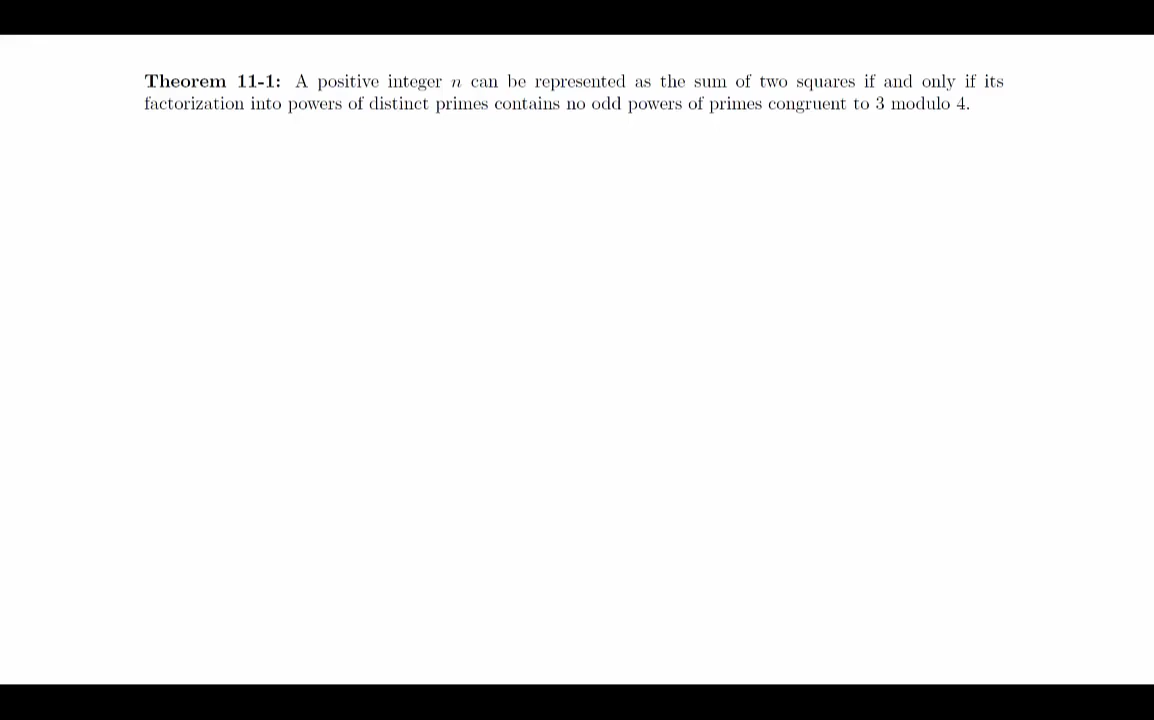 Theorem 11-1: A positive integer n can be represented as the sum of two squares if and only if its
factorization into powers of distinct primes contains no odd powers of primes congruent to 3 modulo 4.